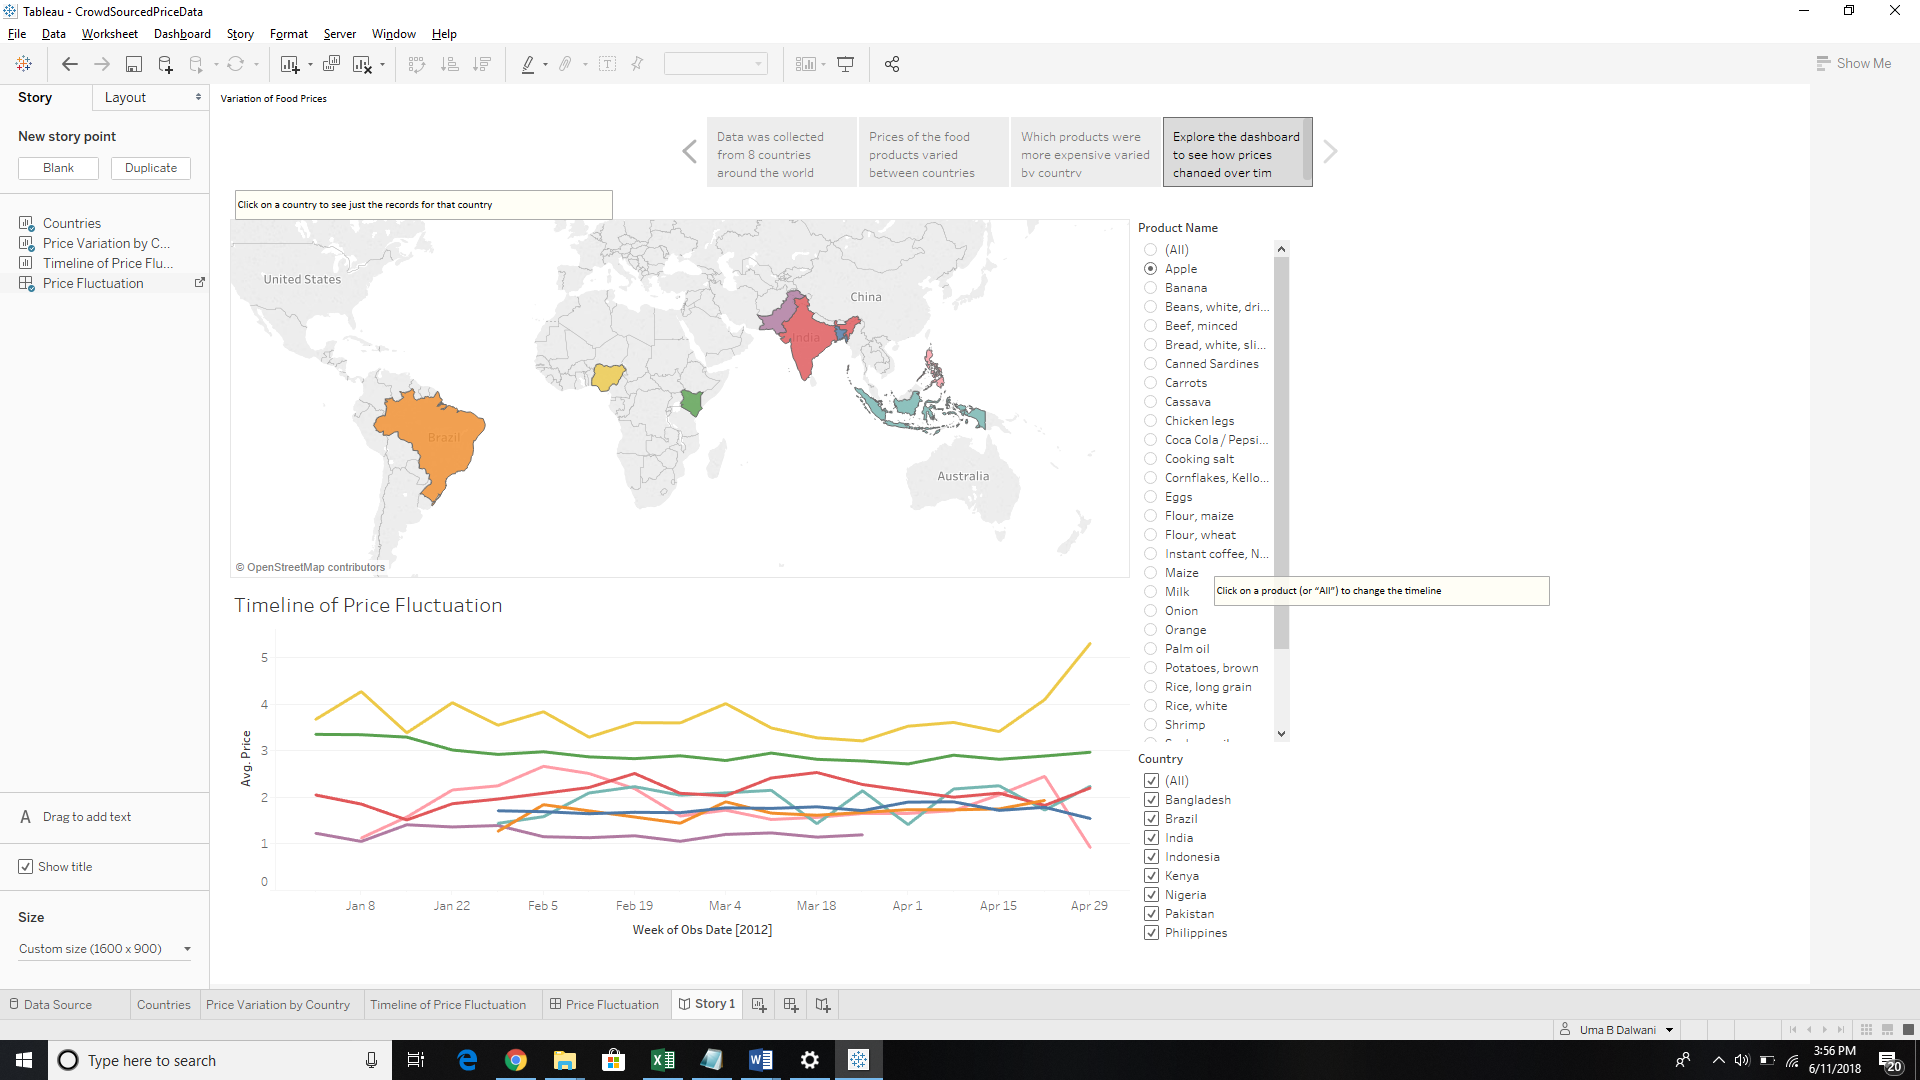 Tableau - CrowdSourcedPriceData
File Data Worksheet Dashboard Story Format Server Window Help
Show Me
Story Layout
New story point
Blank Duplicate
Countries
Price Variation by C...
Timeline of Price Flu...
Price Fluctuation
A Drag to add text
Show title
Size
Custom size (1600 x 900)
Variation of Food Prices
Data was collected
from 8 countries
around the world
Prices of the food
products varied
between countries
Which products were
more expensive varied
by country
Explore the dashboard
to see how prices
changed over tim
Click on a country to see just the records for that country
United States
China
India
Brazil
Australia
© OpenStreetMap contributors
Product Name
(All)
Apple
Banana
Beans, white, dri...
Beef, minced
Bread, white, sli...
Canned Sardines
Carrots
Cassava
Chicken legs
Coca Cola / Pepsi...
Cooking salt
Cornflakes, Kello...
Eggs
Flour, maize
Flour, wheat
Instant coffee, N...
Maize
Milk
Click on a product (or “All”) to change the timeline
Onion
Orange
Palm oil
Potatoes, brown
Rice, long grain
Rice, white
Shrimp
Country
(All)
Bangladesh
Brazil
India
Indonesia
Kenya
Nigeria
Pakistan
Philippines
Timeline of Price Fluctuation
Avg. Price
5
4
3
2
1
0
Jan 8 Jan 22 Feb 5 Feb 19 Mar 4 Mar 18 Apr 1 Apr 15 Apr 29
Week of Obs Date [2012]
Data Source Countries Price Variation by Country Timeline of Price Fluctuation Price Fluctuation Story 1
Uma B Dalwani
Type here to search
3:56 PM
6/11/2018
20